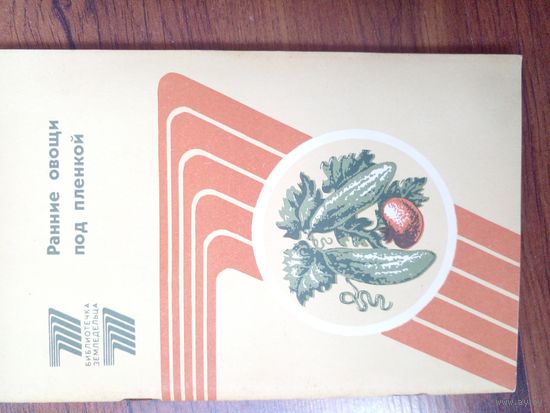 БИБЛИОТЕЧКА
ЗЕМЛЕДЕЛЬЦА
Ранние овощи
под пленкой